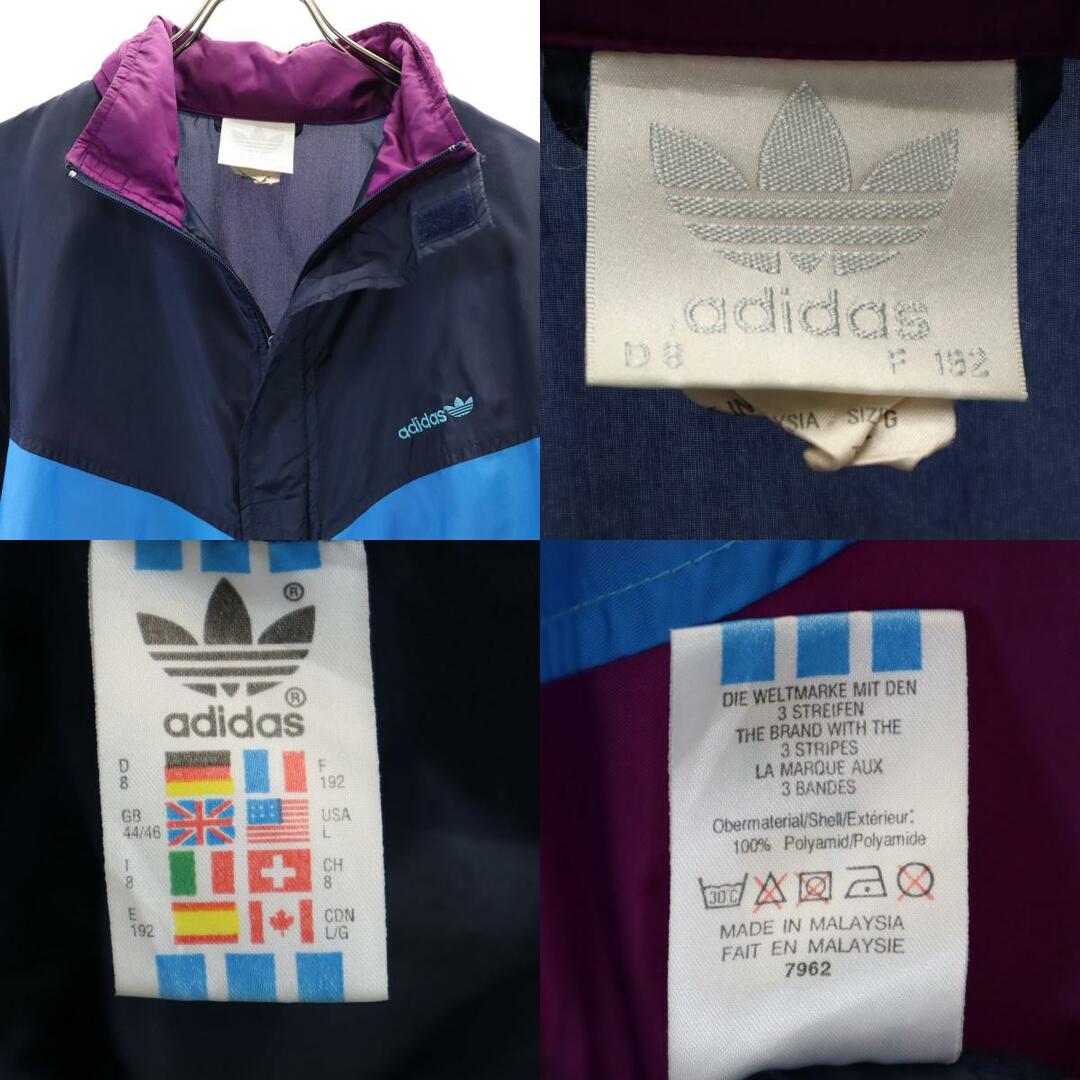 adidas
adidas
D 8 F 192
IN
YSIA SIZ/G
®
®
adidas
D 8 F 192
GB 44/46 USA L
I 8 CH 8
E 192 CDN L/G
DIE WELTMARKE MIT DEN
3 STREIFEN
THE BRAND WITH THE
3 STRIPES
LA MARQUE AUX
3 BANDES
Obermaterial/Shell/Extérieur:
100% Polyamid/Polyamide
30°C
MADE IN MALAYSIA
FAIT EN MALAYSIE
7962